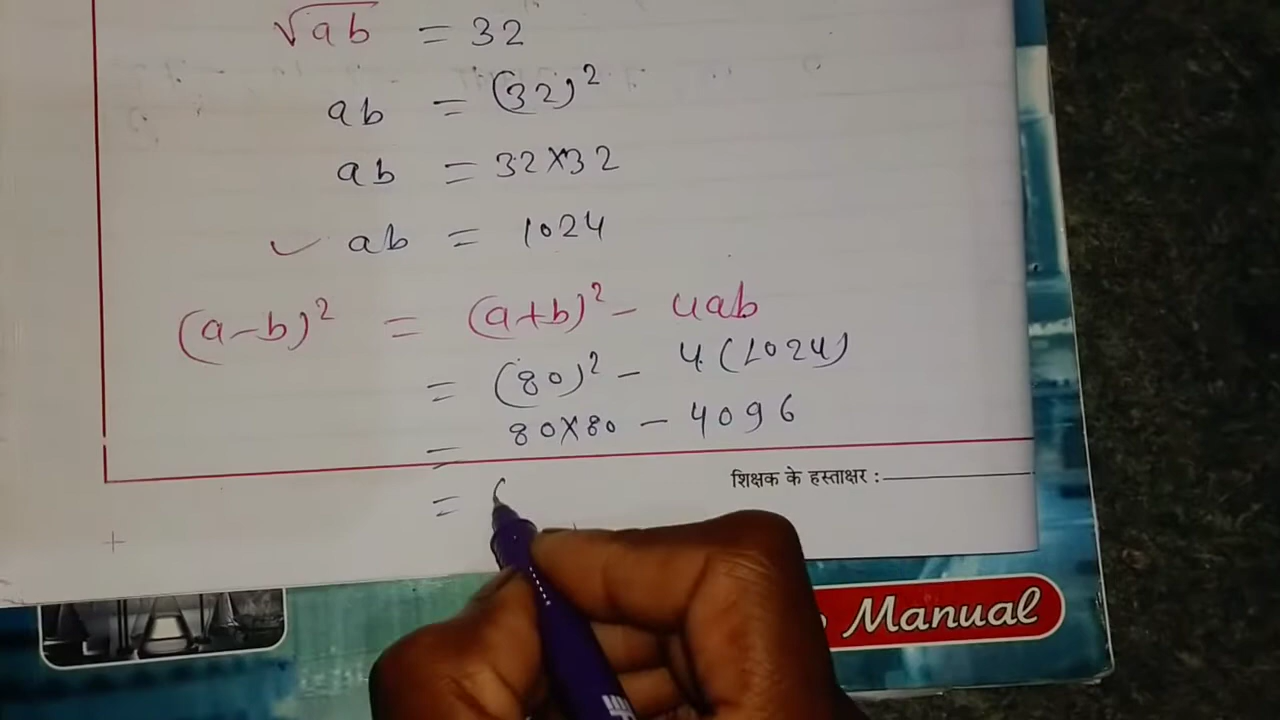 √ab = 32
ab = (32)²
ab = 32×32
✓ ab = 1024
(a-b)² = (a+b)² - 4ab
= (80)² - 4(1024)
= 80×80 - 4096
शिक्षक के हस्ताक्षर :
=
Manual